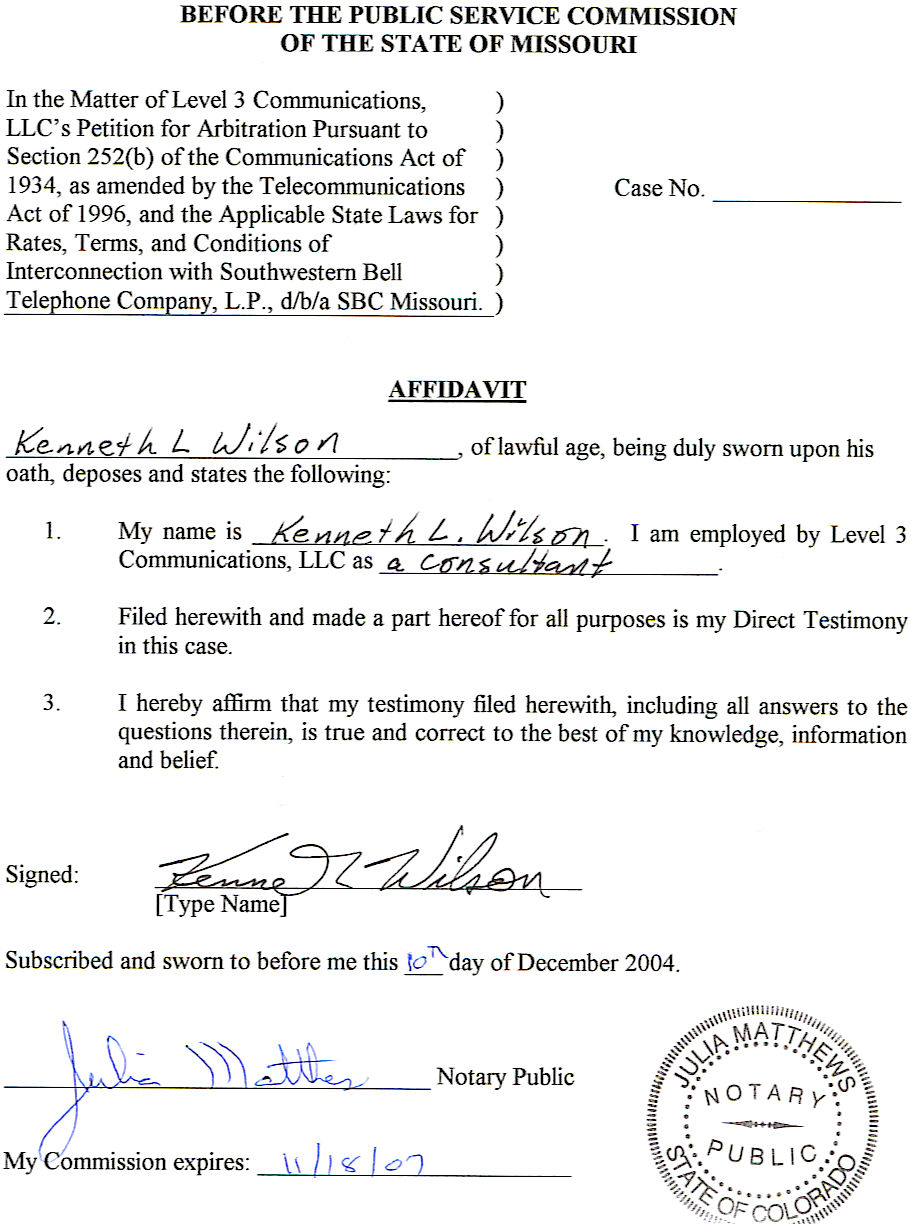 BEFORE THE PUBLIC SERVICE COMMISSION
OF THE STATE OF MISSOURI
In the Matter of Level 3 Communications, )
LLC's Petition for Arbitration Pursuant to )
Section 252(b) of the Communications Act of )
1934, as amended by the Telecommunications ) Case No. ____
Act of 1996, and the Applicable State Laws for )
Rates, Terms, and Conditions of )
Interconnection with Southwestern Bell )
Telephone Company, L.P., d/b/a SBC Missouri. )
AFFIDAVIT
Kenneth L Wilson, of lawful age, being duly sworn upon his
oath, deposes and states the following:
1. My name is Kenneth L. Wilson. I am employed by Level 3
Communications, LLC as a consultant.
2. Filed herewith and made a part hereof for all purposes is my Direct Testimony
in this case.
3. I hereby affirm that my testimony filed herewith, including all answers to the
questions therein, is true and correct to the best of my knowledge, information
and belief.
Signed: Kenneth L Wilson
[Type Name]
Subscribed and sworn to before me this 10th day of December 2004.
Julia Matthews Notary Public
My Commission expires: 11/18/07
JULIA MATTHEWS
NOTARY
PUBLIC
STATE OF COLORADO